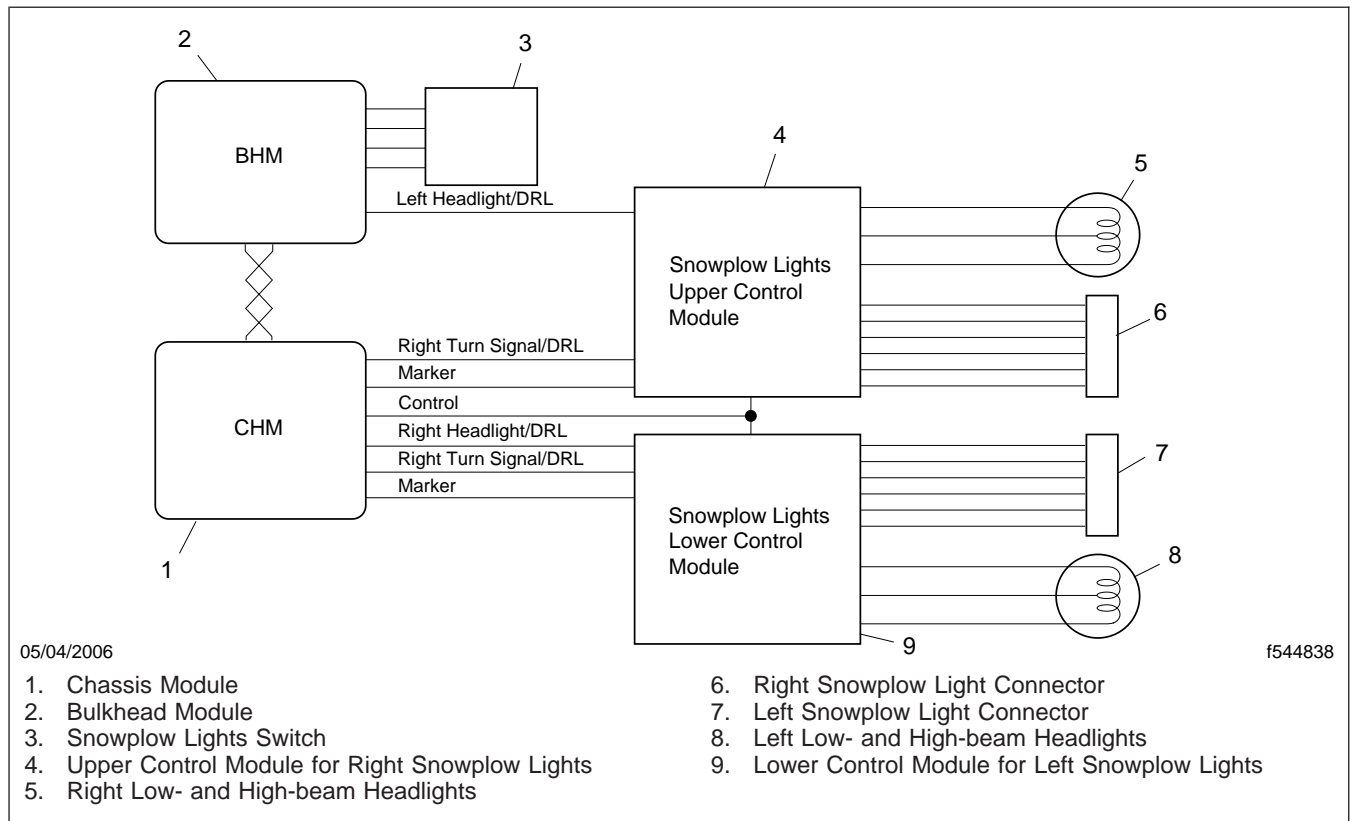 2
3
4
BHM
5
Left Headlight/DRL
Snowplow Lights
Upper Control
Module
6
Right Turn Signal/DRL
Marker
Control
CHM
Right Headlight/DRL
Right Turn Signal/DRL
Marker
7
Snowplow Lights
Lower Control
Module
8
1
9
05/04/2006
f544838
1. Chassis Module
2. Bulkhead Module
3. Snowplow Lights Switch
4. Upper Control Module for Right Snowplow Lights
5. Right Low- and High-beam Headlights
6. Right Snowplow Light Connector
7. Left Snowplow Light Connector
8. Left Low- and High-beam Headlights
9. Lower Control Module for Left Snowplow Lights